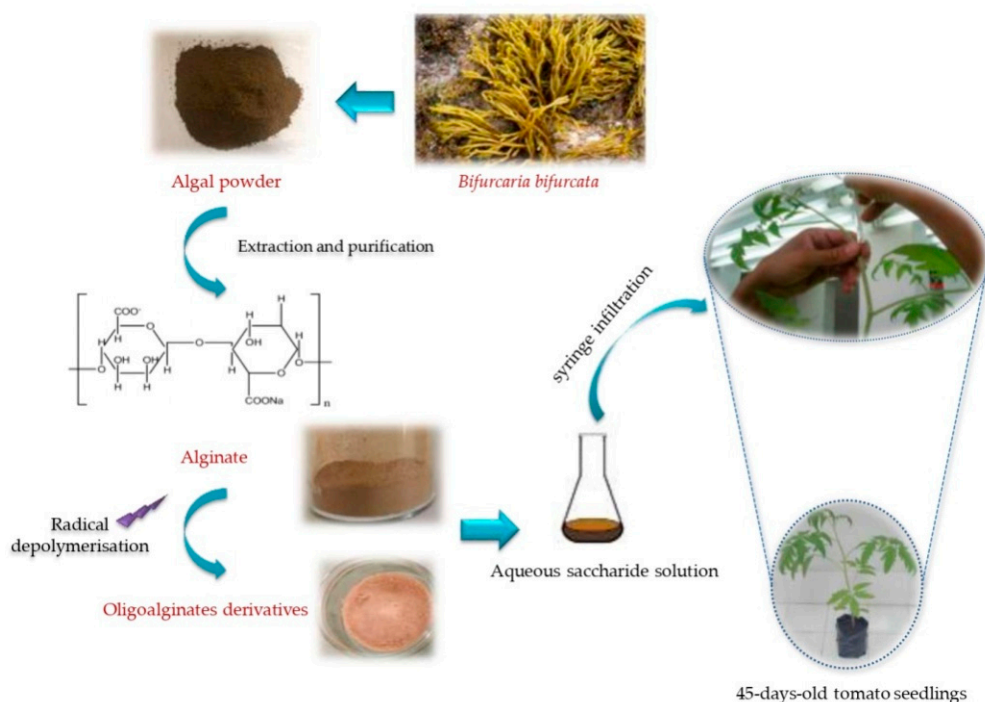 Algal powder
Bifurcaria bifurcata
Extraction and purification
COO-
H
O
H
H
OH
OH
H
H
O
H
H
O
H
H
H
OH
H
O
H
O
COONa
n
Alginate
Radical
depolymerisation
Oligoalginates derivatives
Aqueous saccharide solution
syringe infiltration
45-days-old tomato seedlings